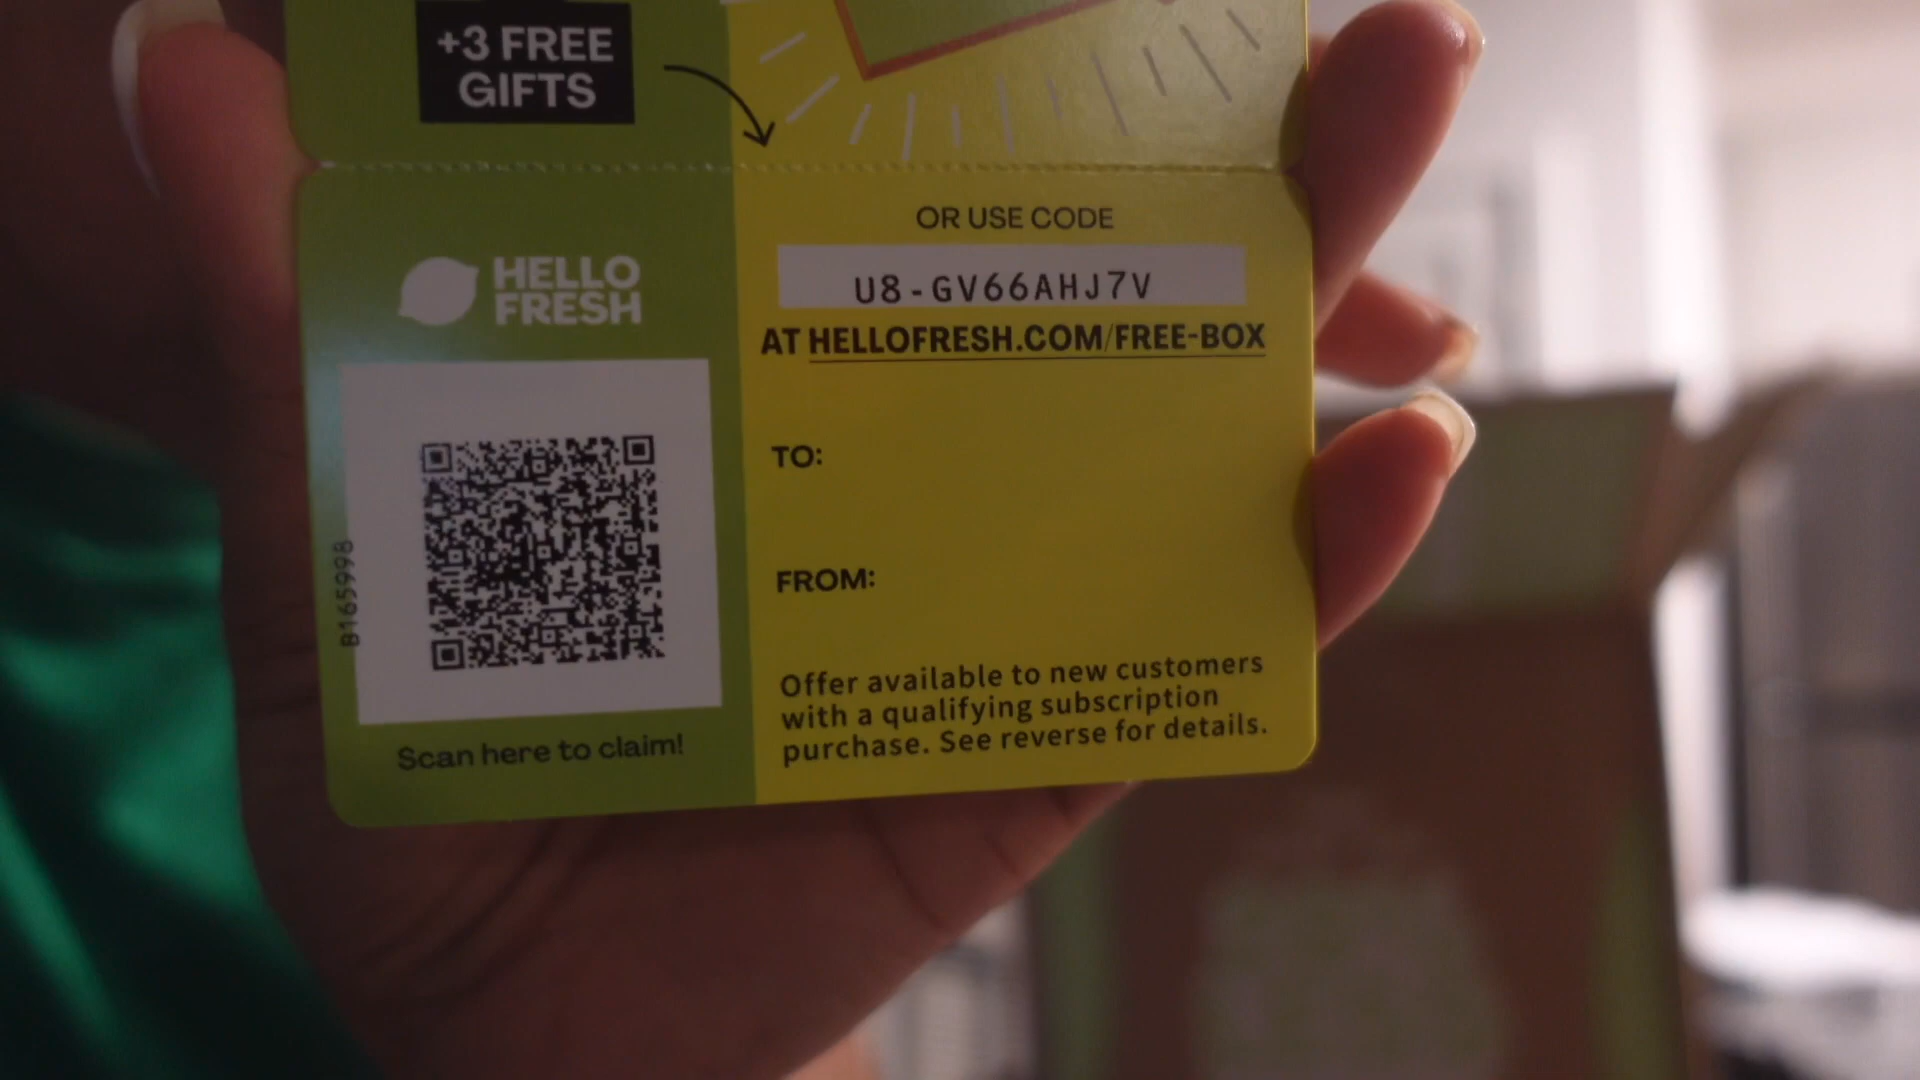 +3 FREE
GIFTS
HELLO
FRESH
B165998
Scan here to claim!
OR USE CODE
U8-GV66AHJ7V
AT HELLOFRESH.COM/FREE-BOX
TO:
FROM:
Offer available to new customers
with a qualifying subscription
purchase. See reverse for details.